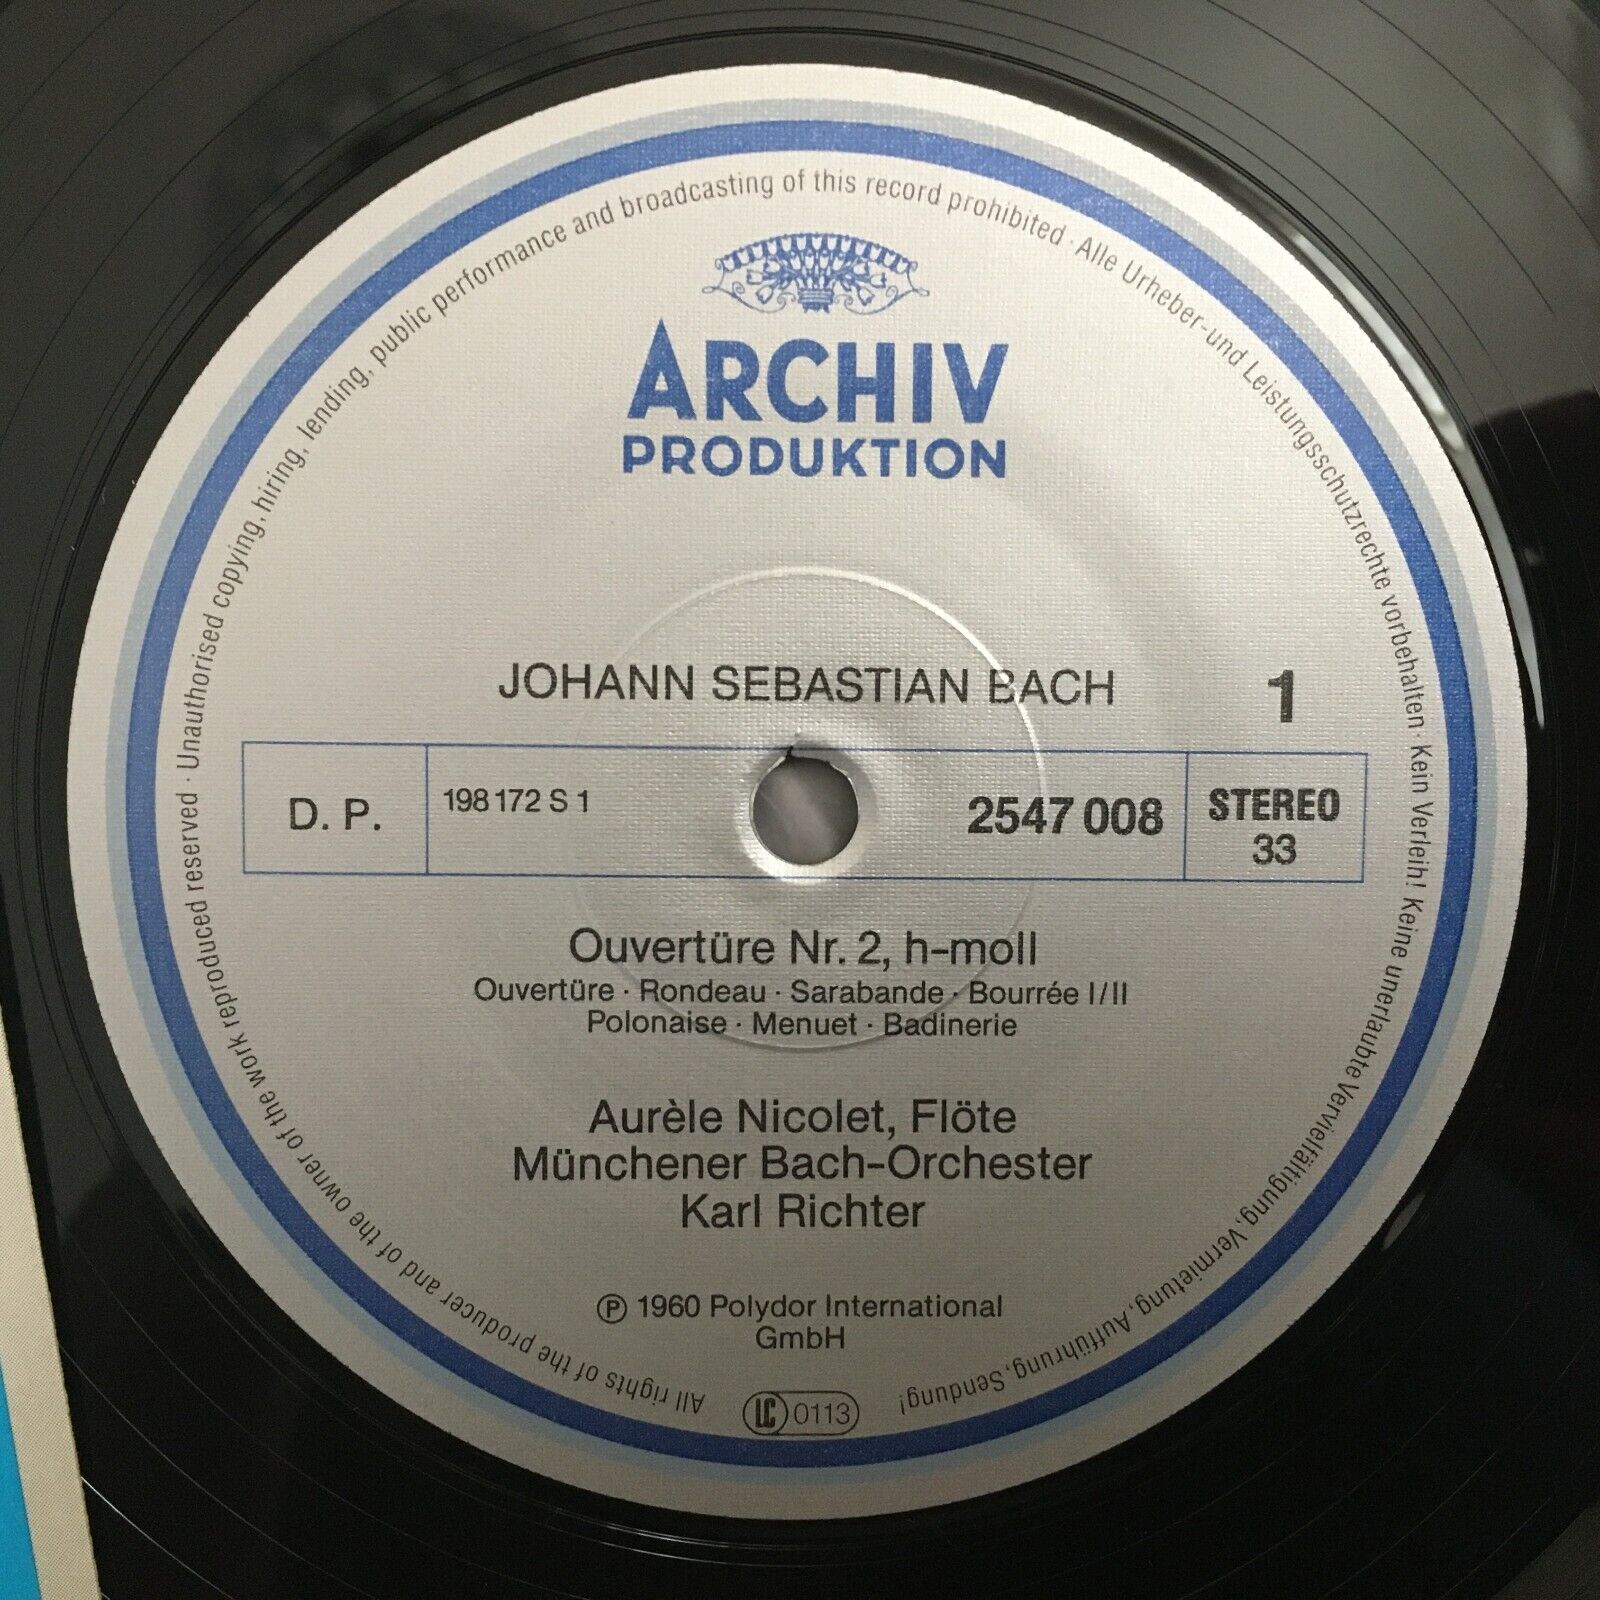 All rights of the producer and of the owner of the work reproduced reserved · Unauthorised copying, hiring, lending, public performance and broadcasting of this record prohibited · Alle Urheber-und Leistungsschutzrechte vorbehalten · Kein Verleih! Keine unerlaubte Vervielfältigung, Vermietung, Aufführung, Sendung!
ARCHIV
PRODUKTION
JOHANN SEBASTIAN BACH
1
D. P.
198 172 S 1
2547 008
STEREO
33
Ouvertüre Nr. 2, h-moll
Ouvertüre · Rondeau · Sarabande · Bourrée I/II
Polonaise · Menuet · Badinerie
Aurèle Nicolet, Flöte
Münchener Bach-Orchester
Karl Richter
℗ 1960 Polydor International
GmbH
LC 0113